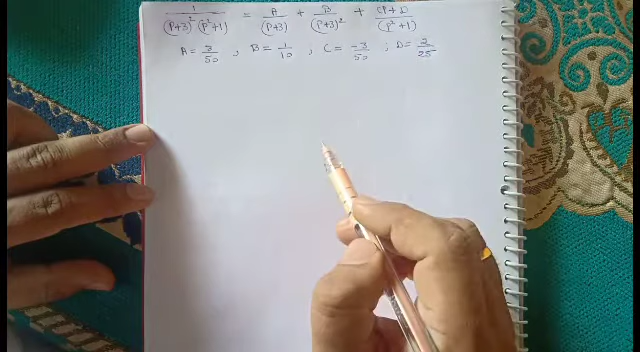 1/((P+3)²(P²+1)) = A/(P+3) + B/(P+3)² + (CP+D)/(P²+1)
A = 3/50 ; B = 1/10 ; C = -3/50 ; D = 2/25